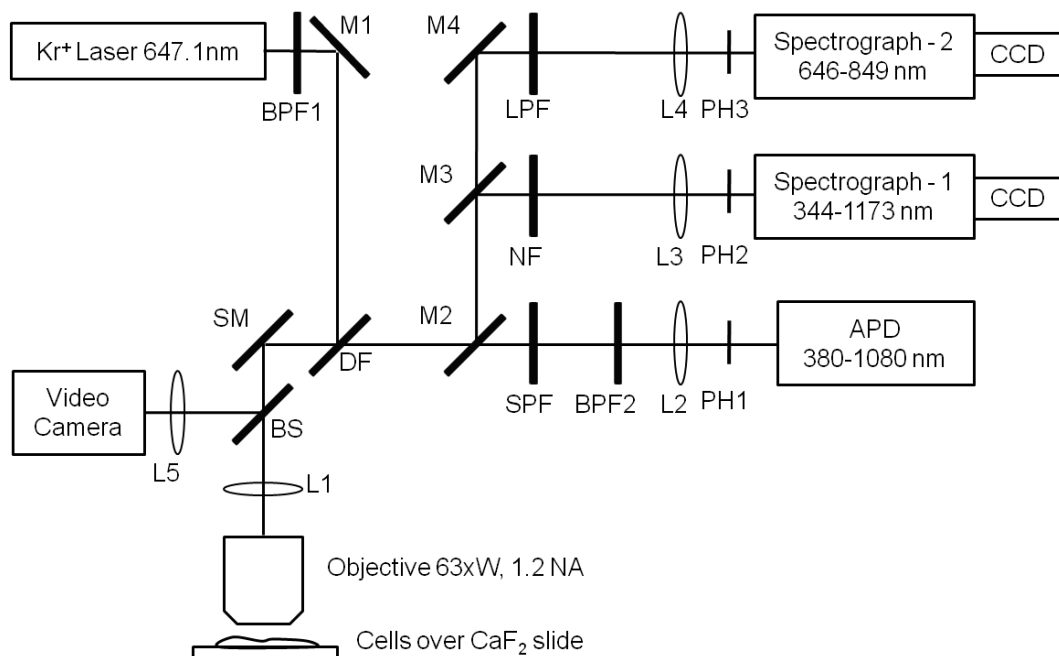 Kr⁺ Laser 647.1nm
M1
BPF1
M4
LPF
L4
PH3
Spectrograph - 2
646-849 nm
CCD
M3
NF
L3
PH2
Spectrograph - 1
344-1173 nm
CCD
SM
DF
M2
SPF
BPF2
L2
PH1
APD
380-1080 nm
Video
Camera
L5
BS
L1
Objective 63xW, 1.2 NA
Cells over CaF₂ slide